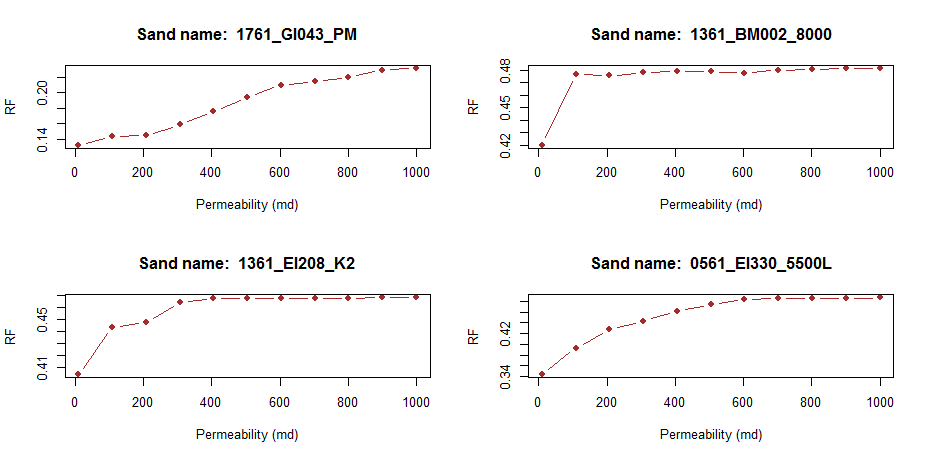 Sand name: 1761_GI043_PM
RF
0.20
0.14
0 200 400 600 800 1000
Permeability (md)
Sand name: 1361_BM002_8000
RF
0.48
0.45
0.42
0 200 400 600 800 1000
Permeability (md)
Sand name: 1361_EI208_K2
RF
0.45
0.41
0 200 400 600 800 1000
Permeability (md)
Sand name: 0561_EI330_5500L
RF
0.42
0.34
0 200 400 600 800 1000
Permeability (md)